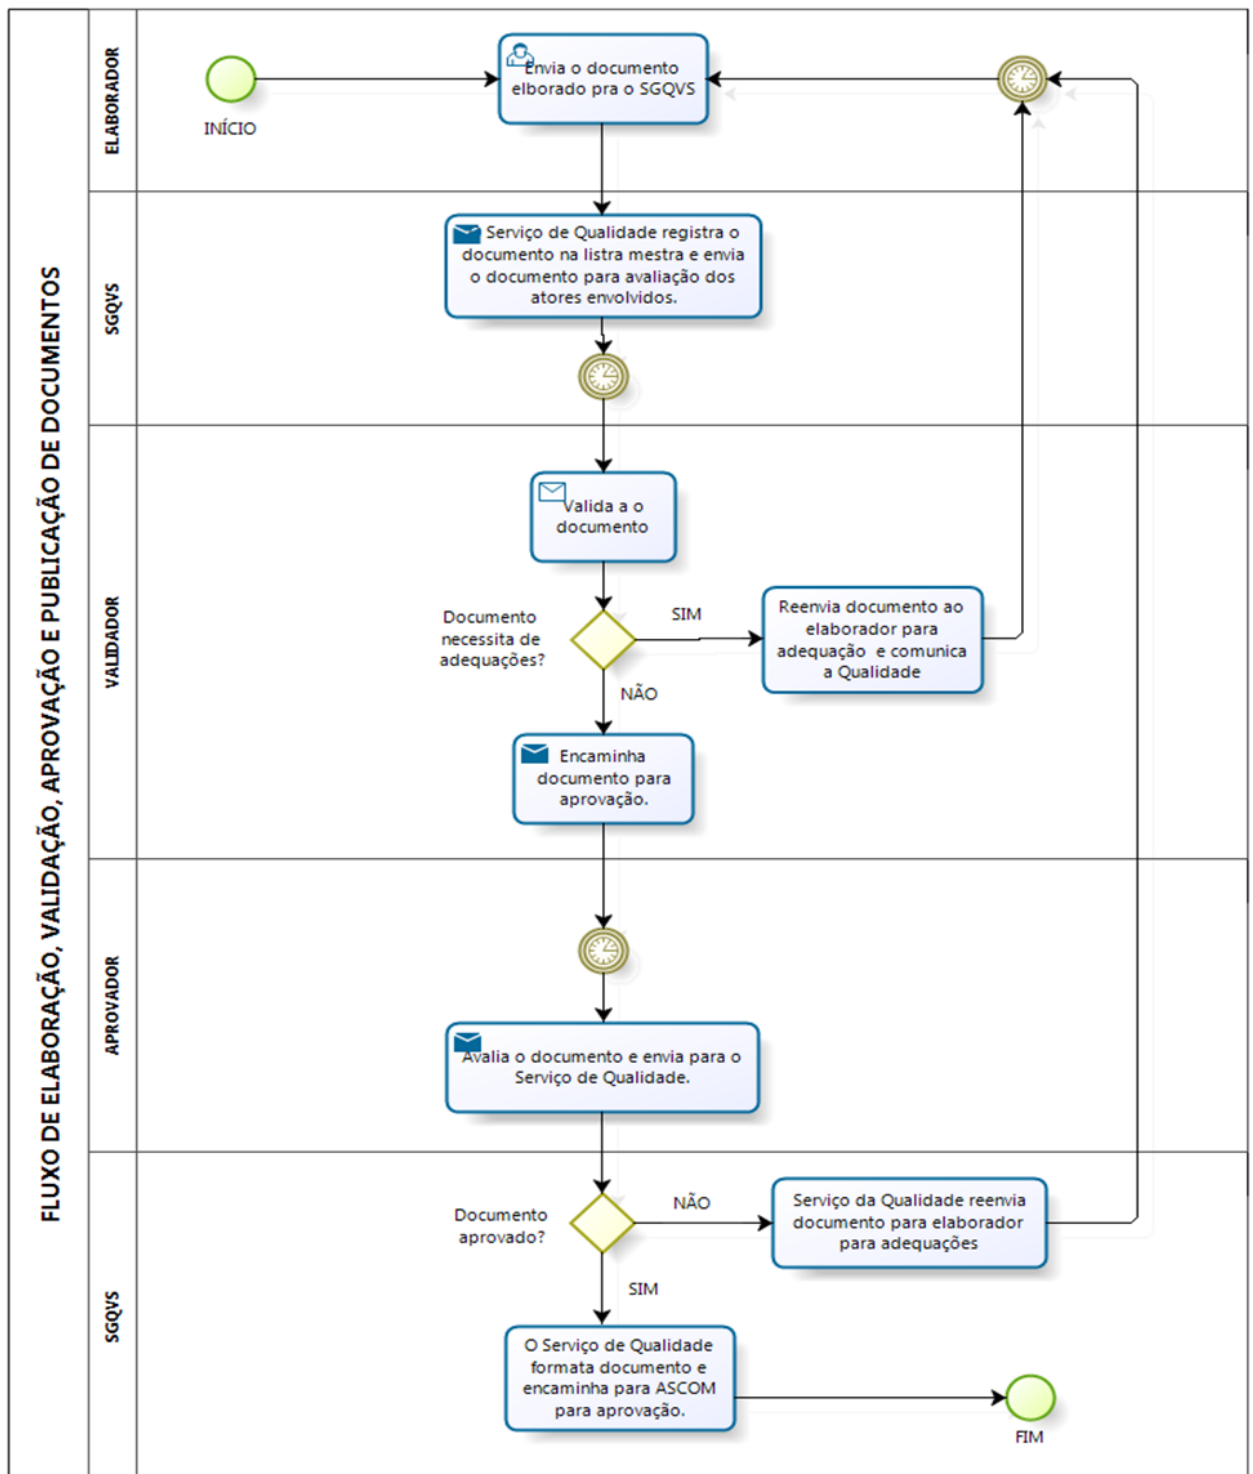 FLUXO DE ELABORAÇÃO, VALIDAÇÃO, APROVAÇÃO E PUBLICAÇÃO DE DOCUMENTOS
ELABORADOR
INÍCIO
Envia o documento
elborado pra o SGQVS
SGQVS
Serviço de Qualidade registra o
documento na listra mestra e envia
o documento para avaliação dos
atores envolvidos.
VALIDADOR
Valida a o
documento
Documento
necessita de
adequações?
SIM
Reenvia documento ao
elaborador para
adequação e comunica
a Qualidade
NÃO
Encaminha
documento para
aprovação.
APROVADOR
Avalia o documento e envia para o
Serviço de Qualidade.
SGQVS
Documento
aprovado?
NÃO
Serviço da Qualidade reenvia
documento para elaborador
para adequações
SIM
O Serviço de Qualidade
formata documento e
encaminha para ASCOM
para aprovação.
FIM